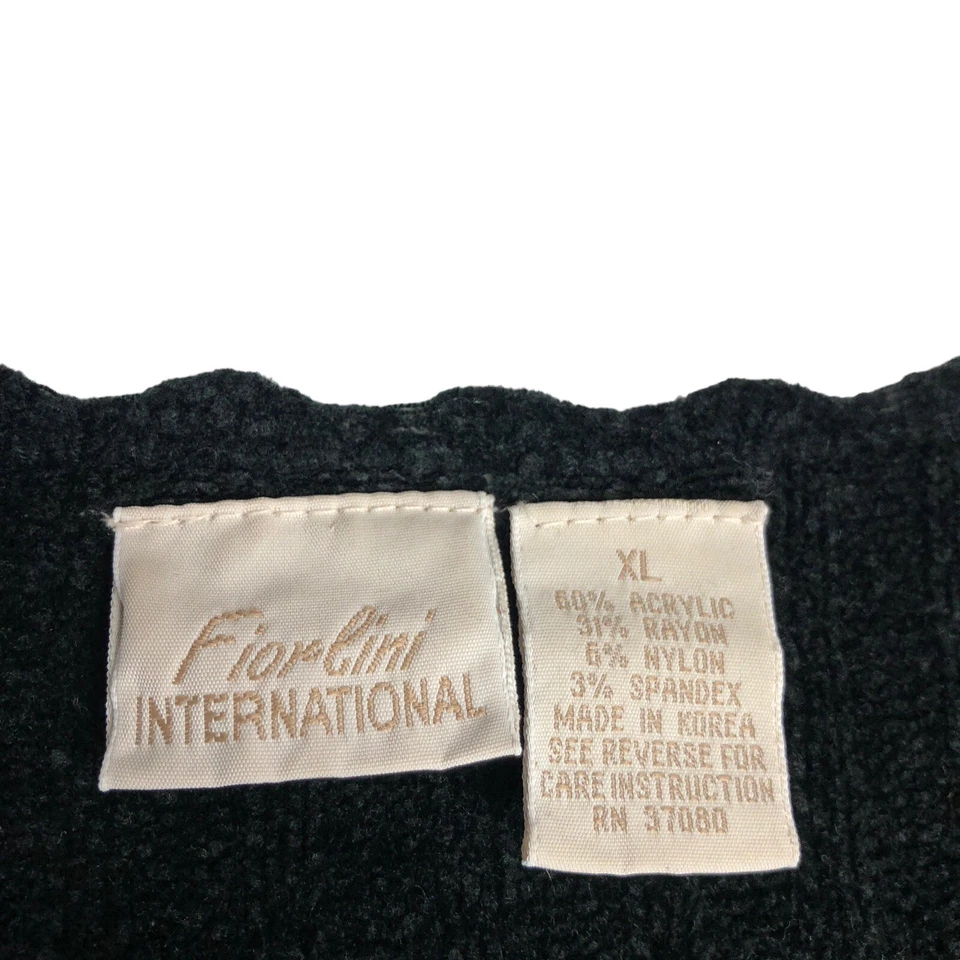 Fiorlini
INTERNATIONAL
XL
60% ACRYLIC
31% RAYON
6% NYLON
3% SPANDEX
MADE IN KOREA
SEE REVERSE FOR
CARE INSTRUCTION
RN 37080